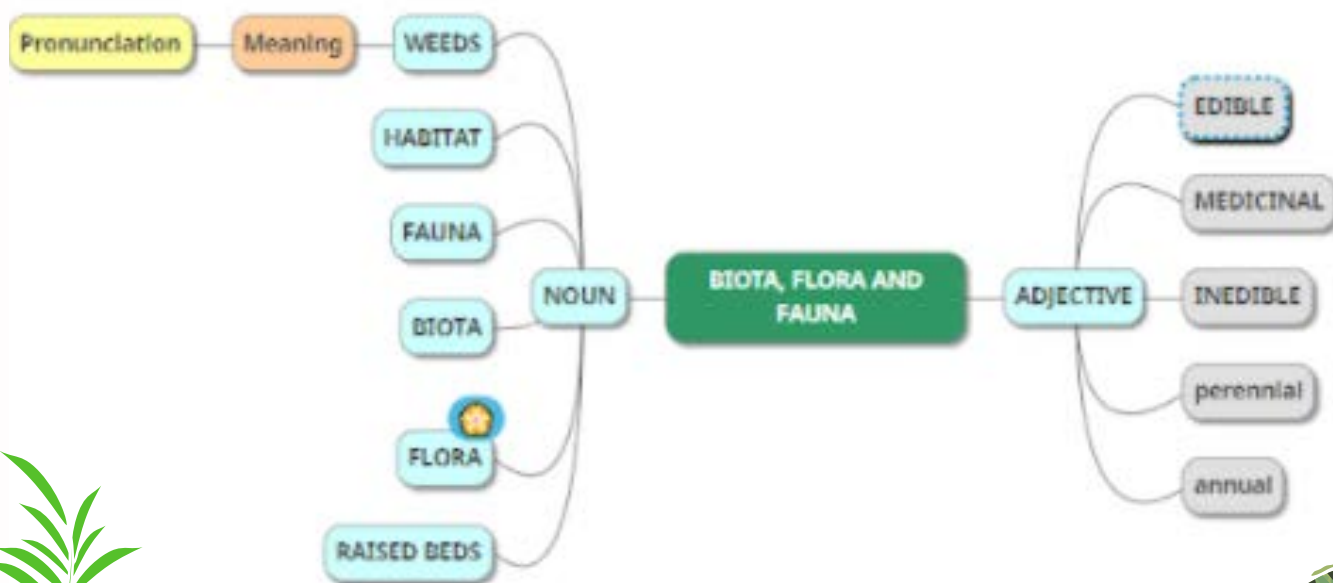 Pronunciation
Meaning
WEEDS
HABITAT
FAUNA
BIOTA
FLORA
RAISED BEDS
NOUN
BIOTA, FLORA AND
FAUNA
ADJECTIVE
EDIBLE
MEDICINAL
INEDIBLE
perennial
annual